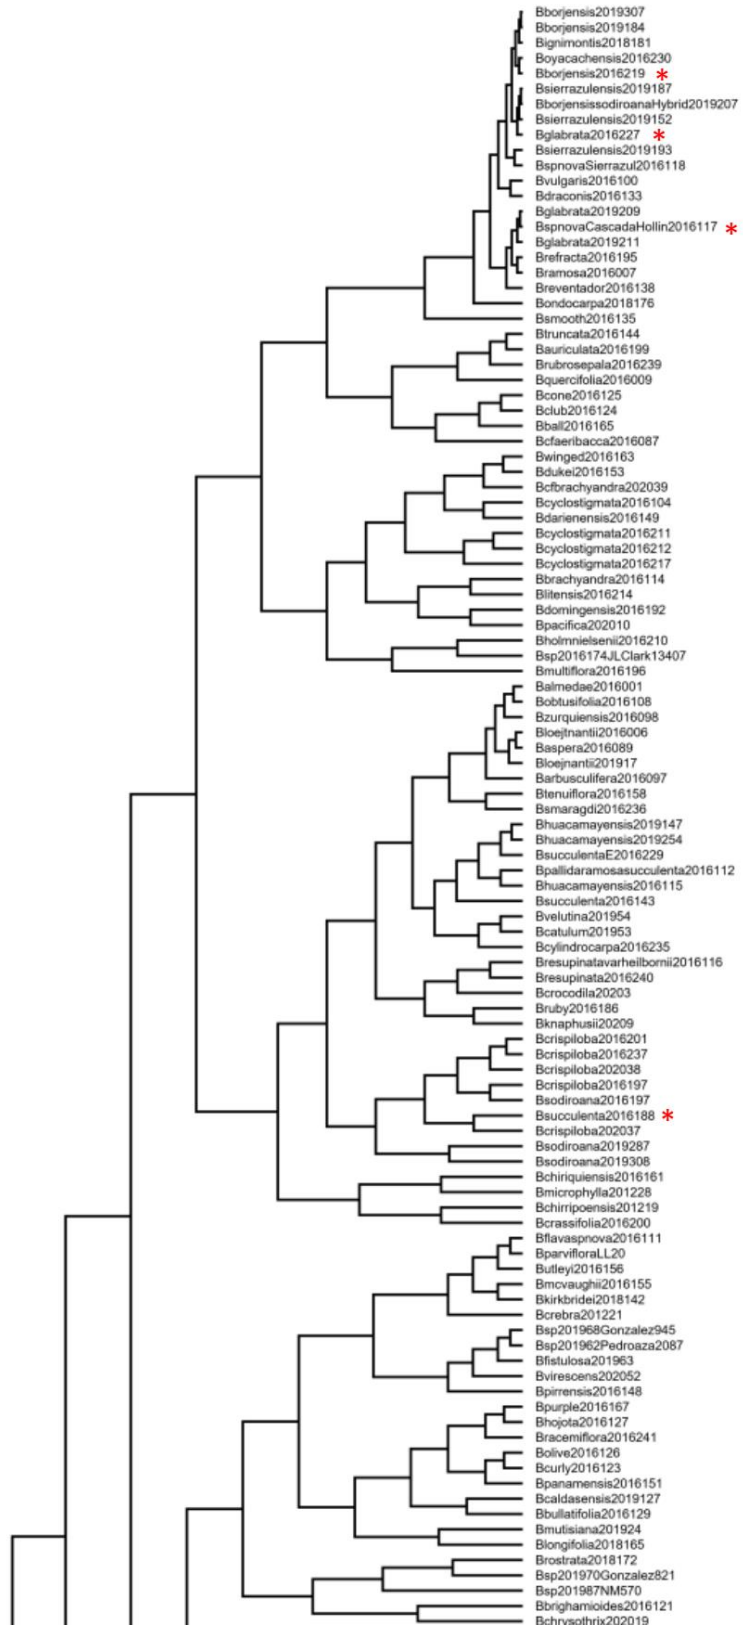 Bborjensis2019307
Bborjensis2019184
Bignimontis2018181
Boyacachensis2016230
Bborjensis2016219 *
Bsierrazulensis2019187
BborjensissodiroanaHybrid2019207
Bsierrazulensis2019152
Bglabrata2016227 *
Bsierrazulensis2019193
BspnovaSierrazul2016118
Bvulgaris2016100
Bdraconis2016133
Bglabrata2019209
BspnovaCascadaHollin2016117 *
Bglabrata2019211
Brefracta2016195
Bramosa2016007
Breventador2016138
Bondocarpa2018176
Bsmooth2016135
Btruncata2016144
Bauriculata2016199
Brubrosepala2016239
Bquercifolia2016009
Bcone2016125
Bclub2016124
Bball2016165
Bcfaeribacca2016087
Bwinged2016163
Bdukei2016153
Bcfbrachyandra202039
Bcyclostigmata2016104
Bdarienensis2016149
Bcyclostigmata2016211
Bcyclostigmata2016212
Bcyclostigmata2016217
Bbrachyandra2016114
Blitensis2016214
Bdomingensis2016192
Bpacifica202010
Bholmnielsenii2016210
Bsp2016174JLClark13407
Bmultiflora2016196
Balmedae2016001
Bobtusifolia2016108
Bzurquiensis2016098
Bloejtnantii2016006
Baspera2016089
Bloejnantii201917
Barbusculifera2016097
Btenuiflora2016158
Bsmaragdi2016236
Bhuacamayensis2019147
Bhuacamayensis2019254
BsucculentaE2016229
Bpallidaramosasucculenta2016112
Bhuacamayensis2016115
Bsucculenta2016143
Bvelutina201954
Bcatulum201953
Bcylindrocarpa2016235
Bresupinatavarheilbornii2016116
Bresupinata2016240
Bcrocodila20203
Bruby2016186
Bknaphusii20209
Bcrispiloba2016201
Bcrispiloba2016237
Bcrispiloba202038
Bcrispiloba2016197
Bsodiroana2016197
Bsucculenta2016188 *
Bcrispiloba202037
Bsodiroana2019287
Bsodiroana2019308
Bchiriquiensis2016161
Bmicrophylla201228
Bchirripoensis201219
Bcrassifolia2016200
Bflavaspnova2016111
BparvifloraLL20
Butleyi2016156
Bmcvaughii2016155
Bkirkbridei2018142
Bcrebra201221
Bsp201968Gonzalez945
Bsp201962Pedroaza2087
Bfistulosa201963
Bvirescens202052
Bpirrensis2016148
Bpurple2016167
Bhojota2016127
Bracemiflora2016241
Bolive2016126
Bcurly2016123
Bpanamensis2016151
Bcaldasensis2019127
Bbullatifolia2016129
Bmutisiana201924
Blongifolia2018165
Brostrata2018172
Bsp201970Gonzalez821
Bsp201987NM570
Bbrighamioides2016121
Bchrysothrix202019